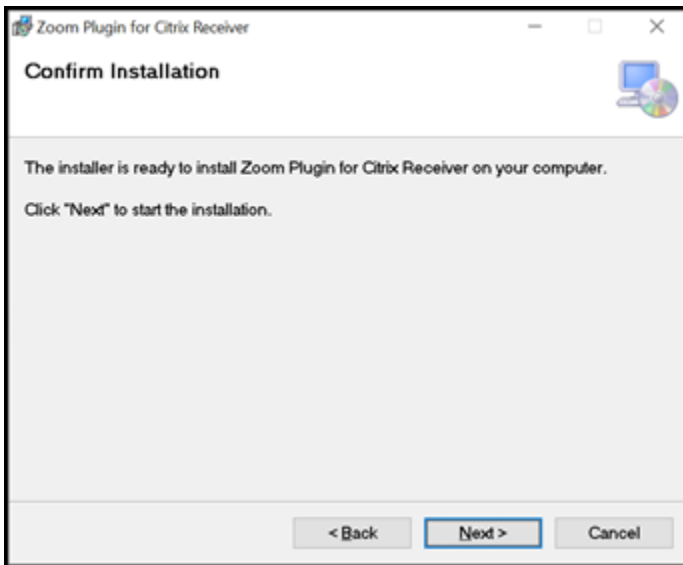 Zoom Plugin for Citrix Receiver
Confirm Installation
The installer is ready to install Zoom Plugin for Citrix Receiver on your computer.
Click "Next" to start the installation.
< Back
Next >
Cancel